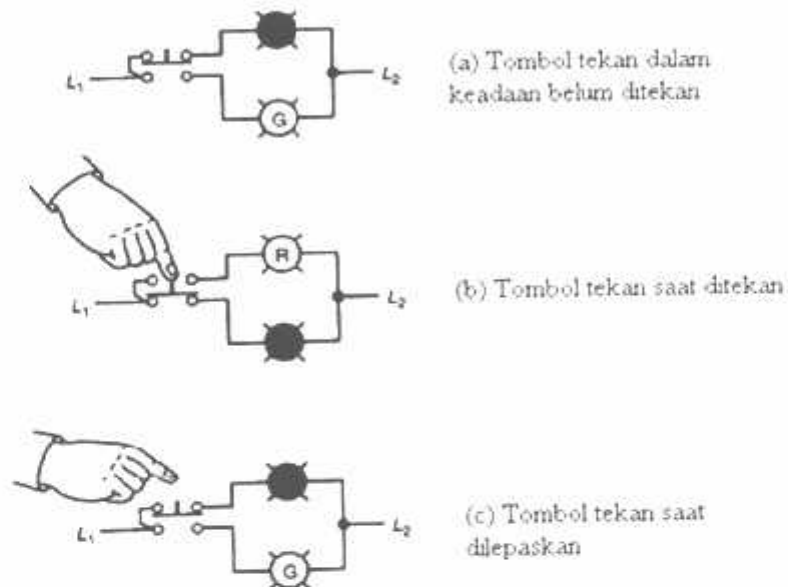 L₁
L₂
G
(a) Tombol tekan dalam
keadaan belum ditekan
L₁
R
L₂
(b) Tombol tekan saat ditekan
L₁
L₂
G
(c) Tombol tekan saat
dilepaskan